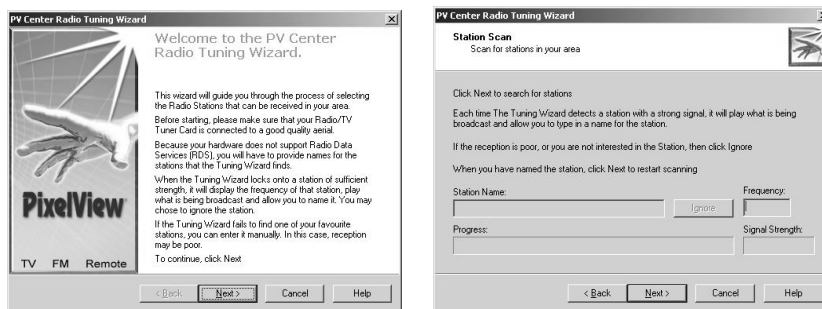 PV Center Radio Tuning Wizard
Welcome to the PV Center
Radio Tuning Wizard.
This wizard will guide you through the process of selecting
the Radio Stations that can be received in your area.
Before starting, please make sure that your Radio/TV
Tuner Card is connected to a good quality aerial.
Because your hardware does not support Radio Data
Services (RDS), you will have to provide names for the
stations that the Tuning Wizard finds.
When the Tuning Wizard locks onto a station of sufficient
strength, it will display the frequency of that station, play
what is being broadcast and allow you to name it. You may
chose to ignore the station.
If the Tuning Wizard fails to find one of your favourite
stations, you can enter it manually. In this case, reception
may be poor.
To continue, click Next
PixelView
TV FM Remote
< Back Next > Cancel Help
PV Center Radio Tuning Wizard
Station Scan
Scan for stations in your area
Click Next to search for stations
Each time The Tuning Wizard detects a station with a strong signal, it will play what is being
broadcast and allow you to type in a name for the station.
If the reception is poor, or you are not interested in the Station, then click Ignore
When you have named the station, click Next to restart scanning
Station Name: Frequency:
Ignore
Progress: Signal Strength:
< Back Next > Cancel Help